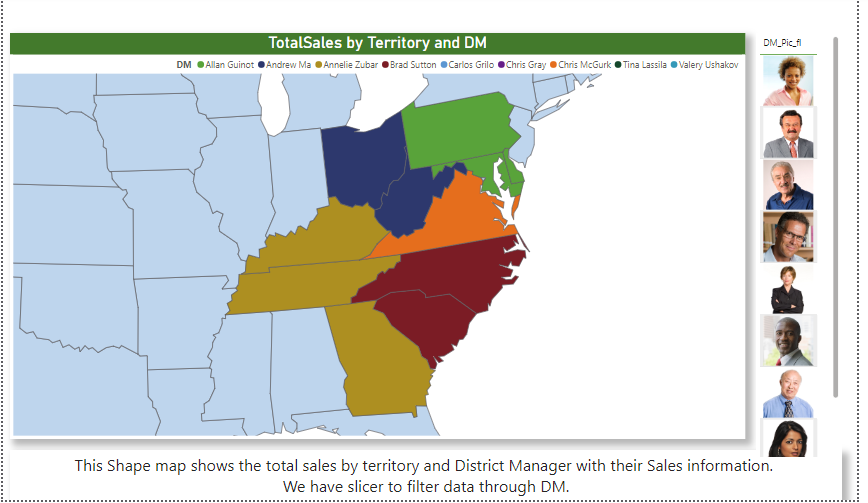 TotalSales by Territory and DM
DM Allan Guinot Andrew Ma Annelie Zubar Brad Sutton Carlos Grilo Chris Gray Chris McGurk Tina Lassila Valery Ushakov
DM_Pic_fl
This Shape map shows the total sales by territory and District Manager with their Sales information.
We have slicer to filter data through DM.